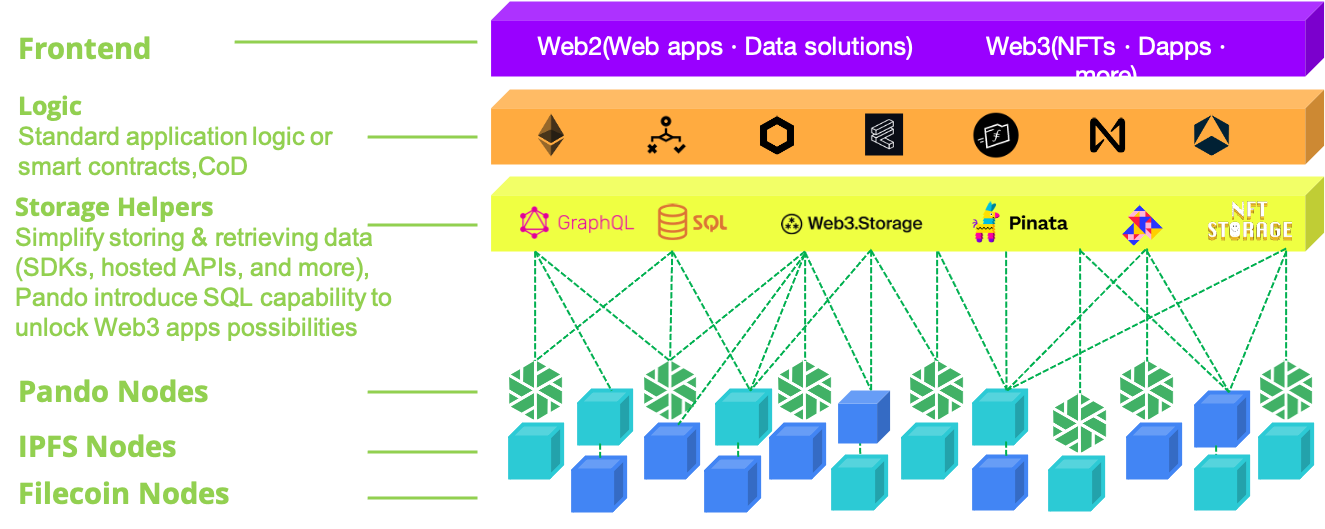 Frontend
Web2(Web apps · Data solutions)
Web3(NFTs · Dapps ·
more)
Logic
Standard application logic or
smart contracts,CoD
Storage Helpers
Simplify storing & retrieving data
(SDKs, hosted APIs, and more),
Pando introduce SQL capability to
unlock Web3 apps possibilities
GraphQL
SQL
Web3.Storage
Pinata
NFT
STORAGE
Pando Nodes
IPFS Nodes
Filecoin Nodes